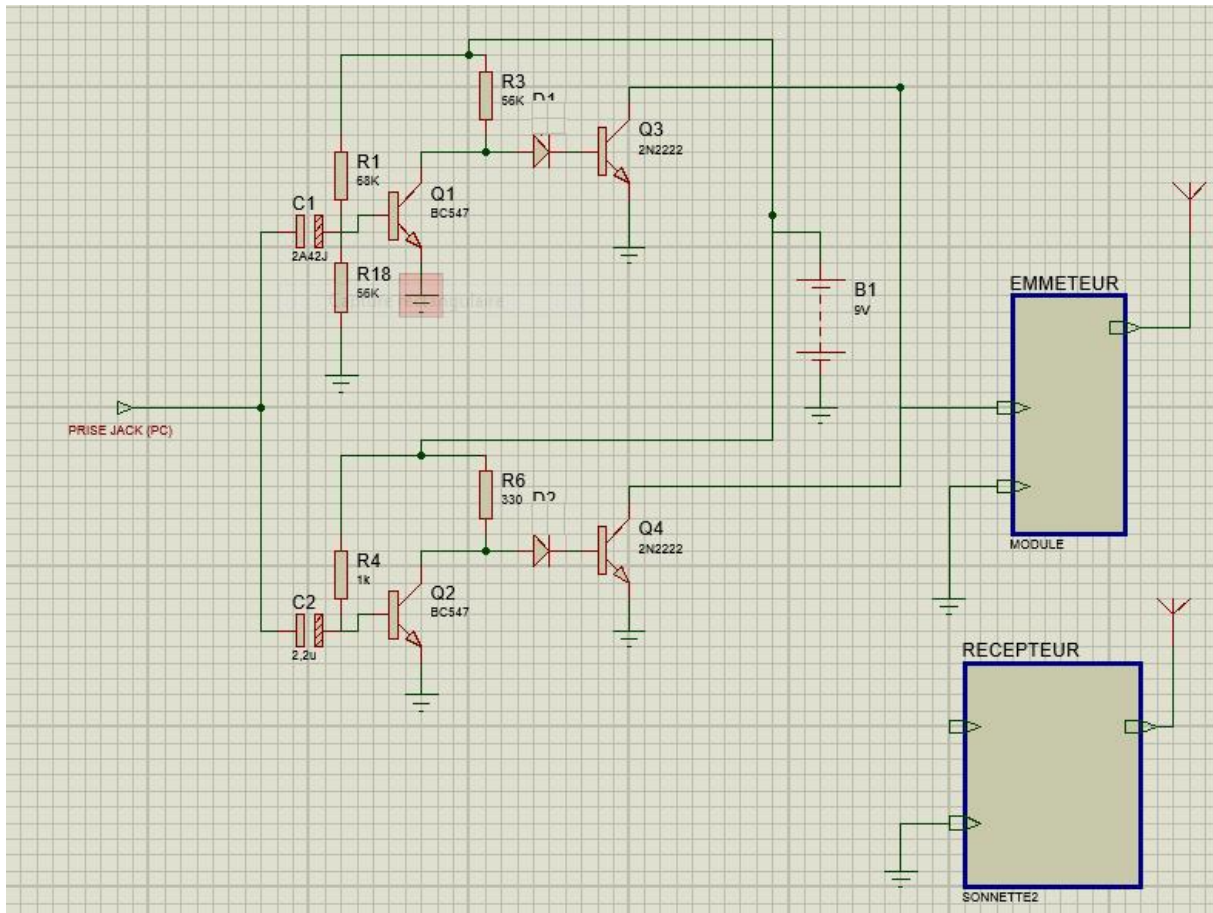 R3
56K
D1
Q3
2N2222
R1
68K
Q1
BC547
C1
2A42J
R18
56K
B1
9V
EMMETEUR
PRISE JACK (PC)
R6
330
D2
Q4
2N2222
MODULE
R4
1k
Q2
BC547
C2
2,2u
RECEPTEUR
SONNETTE2